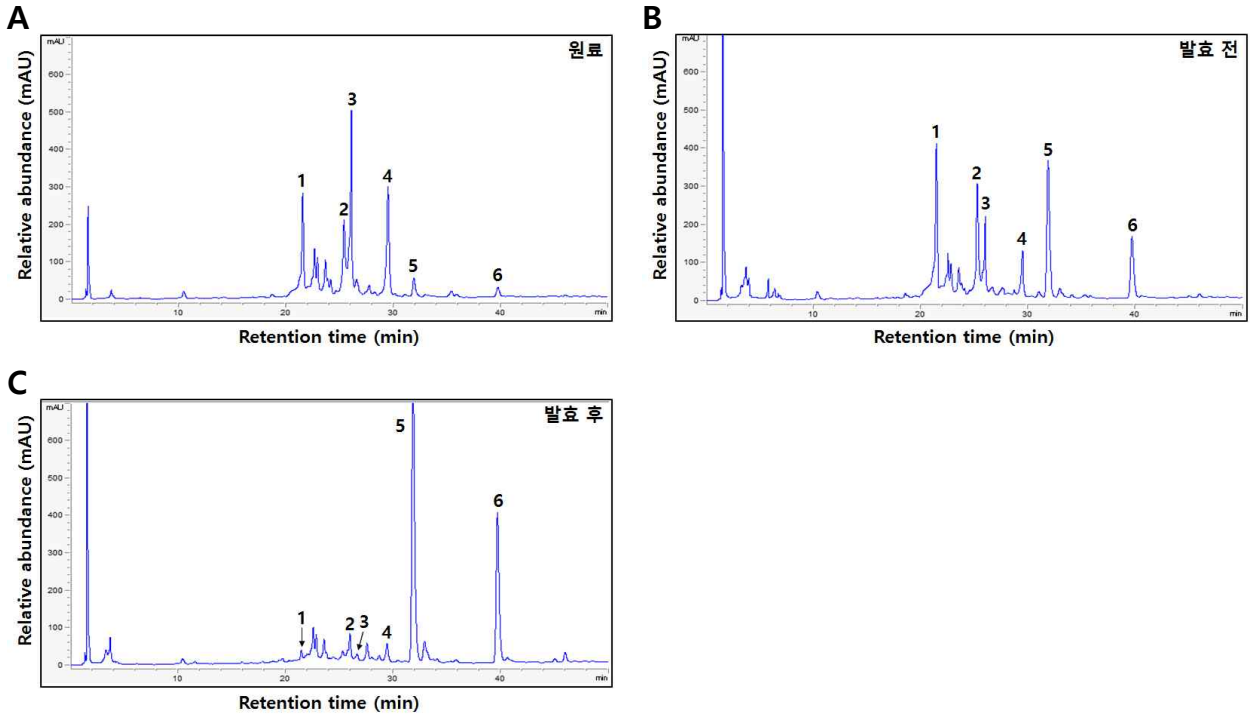 A
원료
mAU
600
500
400
300
200
100
0
1
2
3
4
5
6
10
20
30
40
min
Relative abundance (mAU)
Retention time (min)
B
발효 전
mAU
600
500
400
300
200
100
0
1
2
3
4
5
6
10
20
30
40
min
Relative abundance (mAU)
Retention time (min)
C
발효 후
mAU
600
500
400
300
200
100
0
1
2
3
4
5
6
10
20
30
40
min
Relative abundance (mAU)
Retention time (min)